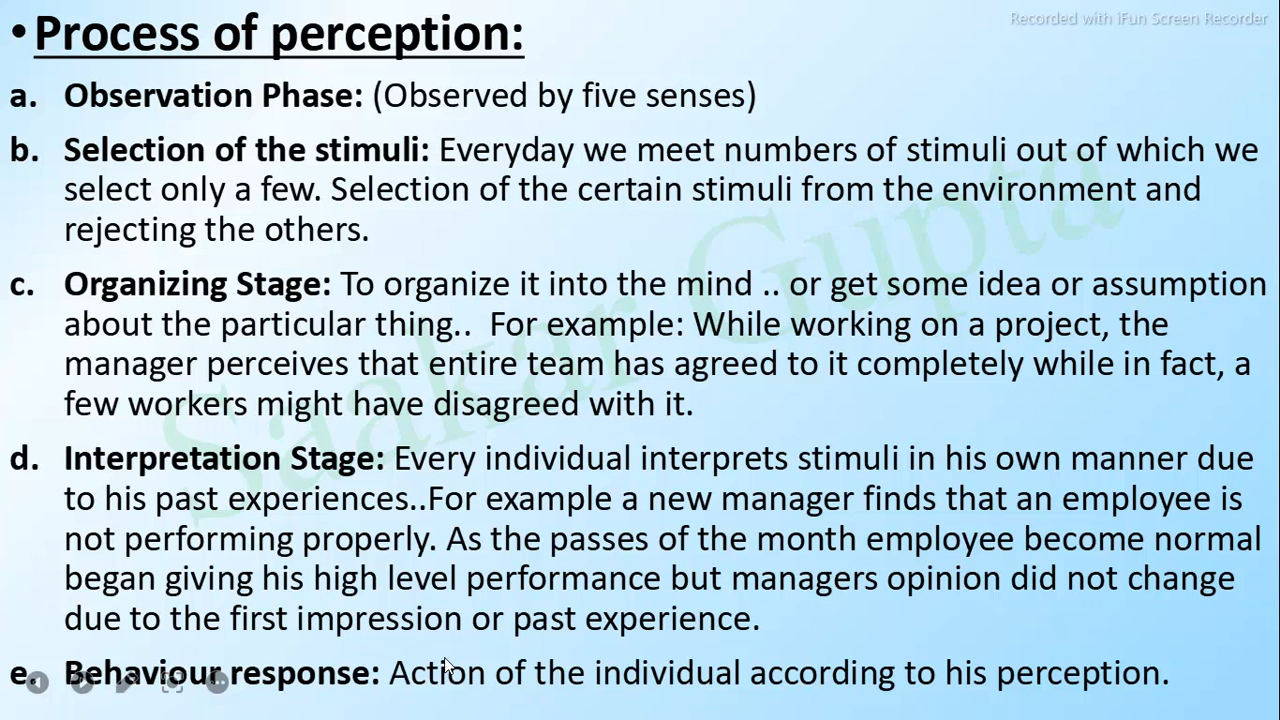 Recorded with iFun Screen Recorder
• Process of perception:
a. Observation Phase: (Observed by five senses)
b. Selection of the stimuli: Everyday we meet numbers of stimuli out of which we
select only a few. Selection of the certain stimuli from the environment and
rejecting the others.
c. Organizing Stage: To organize it into the mind .. or get some idea or assumption
about the particular thing.. For example: While working on a project, the
manager perceives that entire team has agreed to it completely while in fact, a
few workers might have disagreed with it.
d. Interpretation Stage: Every individual interprets stimuli in his own manner due
to his past experiences..For example a new manager finds that an employee is
not performing properly. As the passes of the month employee become normal
began giving his high level performance but managers opinion did not change
due to the first impression or past experience.
e. Behaviour response: Action of the individual according to his perception.
Saakar Gupta